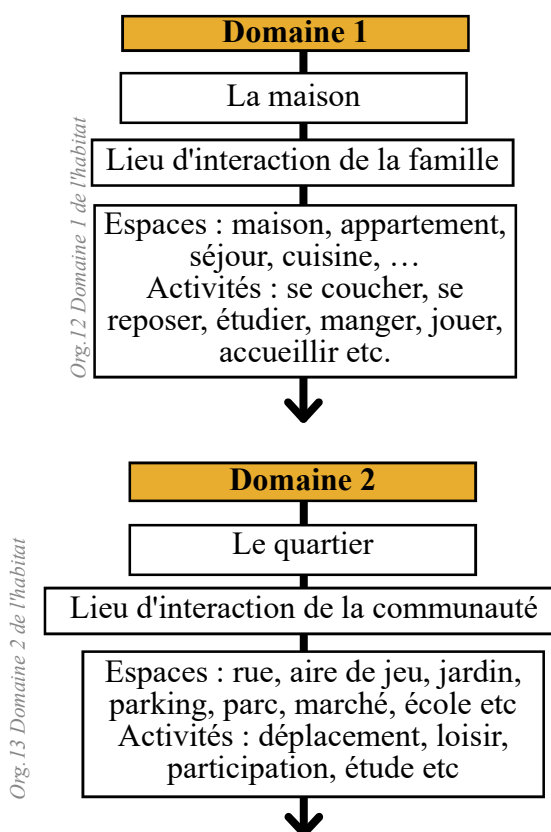 Domaine 1
La maison
Lieu d'interaction de la famille
Espaces : maison, appartement,
séjour, cuisine, …
Activités : se coucher, se
reposer, étudier, manger, jouer,
accueillir etc.
Org.12 Domaine 1 de l'habitat
Domaine 2
Le quartier
Lieu d'interaction de la communauté
Espaces : rue, aire de jeu, jardin,
parking, parc, marché, école etc
Activités : déplacement, loisir,
participation, étude etc
Org.13 Domaine 2 de l'habitat